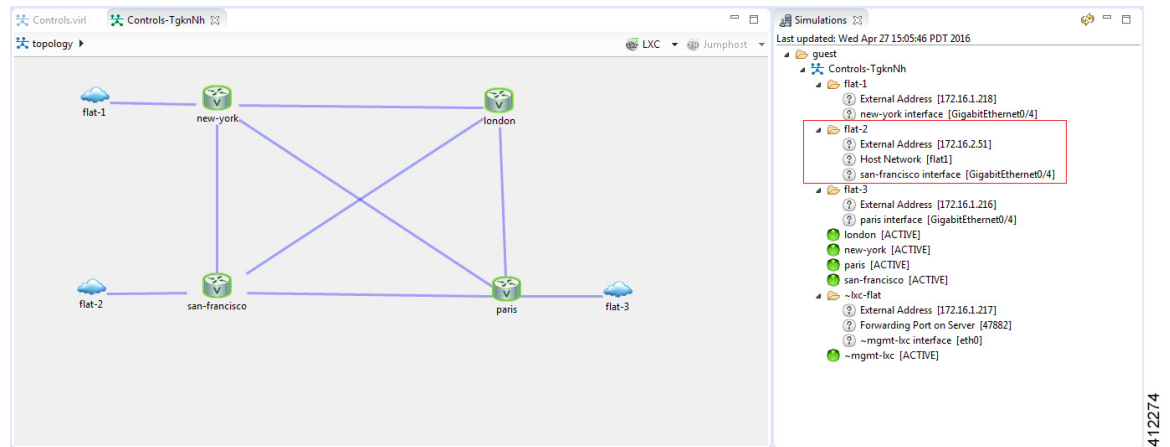 Controls.virl
Controls-TgknNh
topology
LXC
Jumphost
flat-1
new-york
london
flat-2
san-francisco
paris
flat-3
Simulations
Last updated: Wed Apr 27 15:05:46 PDT 2016
guest
Controls-TgknNh
flat-1
External Address [172.16.1.218]
new-york interface [GigabitEthernet0/4]
flat-2
External Address [172.16.2.51]
Host Network [flat1]
san-francisco interface [GigabitEthernet0/4]
flat-3
External Address [172.16.1.216]
paris interface [GigabitEthernet0/4]
london [ACTIVE]
new-york [ACTIVE]
paris [ACTIVE]
san-francisco [ACTIVE]
~lxc-flat
External Address [172.16.1.217]
Forwarding Port on Server [47882]
~mgmt-lxc interface [eth0]
~mgmt-lxc [ACTIVE]
412274